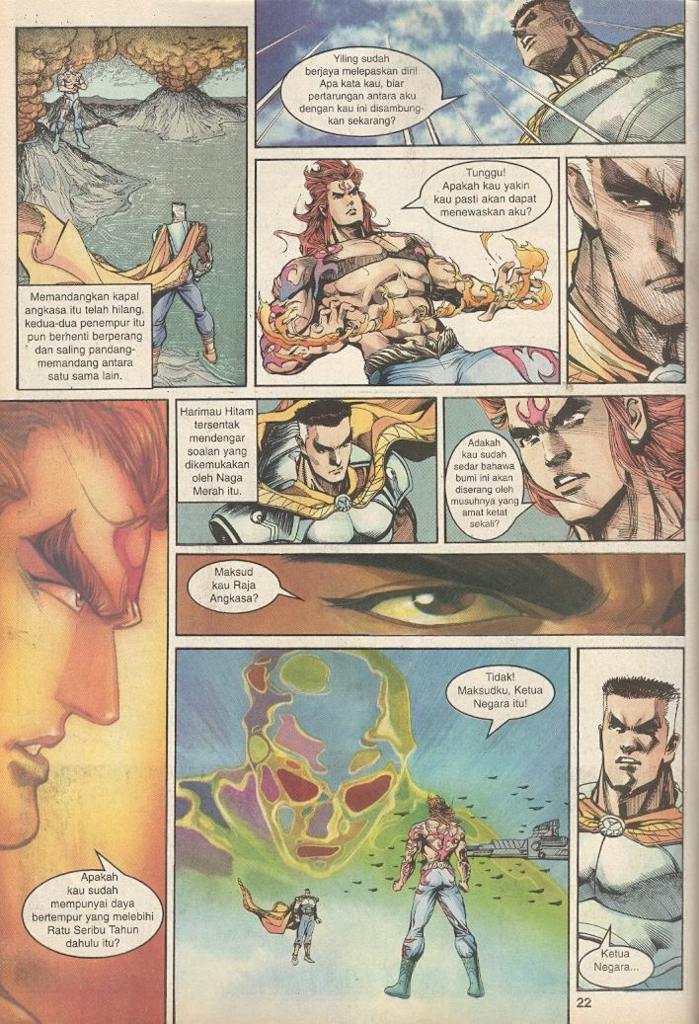 Yiling sudah
berjaya melepaskan diri!
Apa kata kau, biar
pertarungan antara aku
dengan kau ini disambung-
kan sekarang?
Memandangkan kapal
angkasa itu telah hilang,
kedua-dua penempur itu
pun berhenti berperang
dan saling pandang-
memandang antara
satu sama lain.
Tunggu!
Apakah kau yakin
kau pasti akan dapat
menewaskan aku?
Harimau Hitam
tersentak
mendengar
soalan yang
dikemukakan
oleh Naga
Merah itu.
Adakah
kau sudah
sedar bahawa
bumi ini akan
diserang oleh
musuhnya yang
amat ketat
sekali?
Maksud
kau Raja
Angkasa?
Apakah
kau sudah
mempunyai daya
bertempur yang melebihi
Ratu Seribu Tahun
dahulu itu?
Tidak!
Maksudku, Ketua
Negara itu!
Ketua
Negara...
22